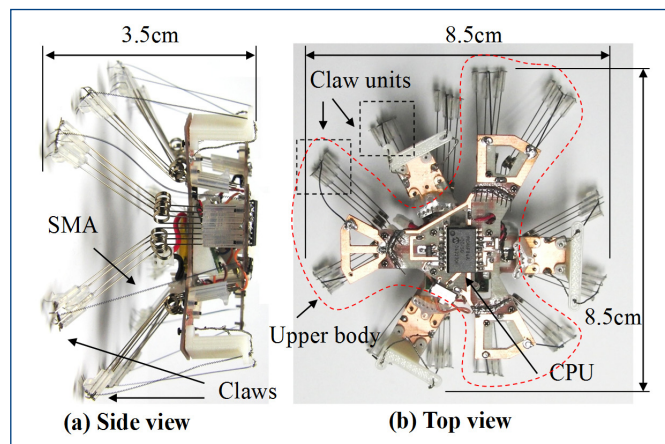 3.5cm
8.5cm
Claw units
SMA
Upper body
8.5cm
CPU
Claws
(a) Side view
(b) Top view